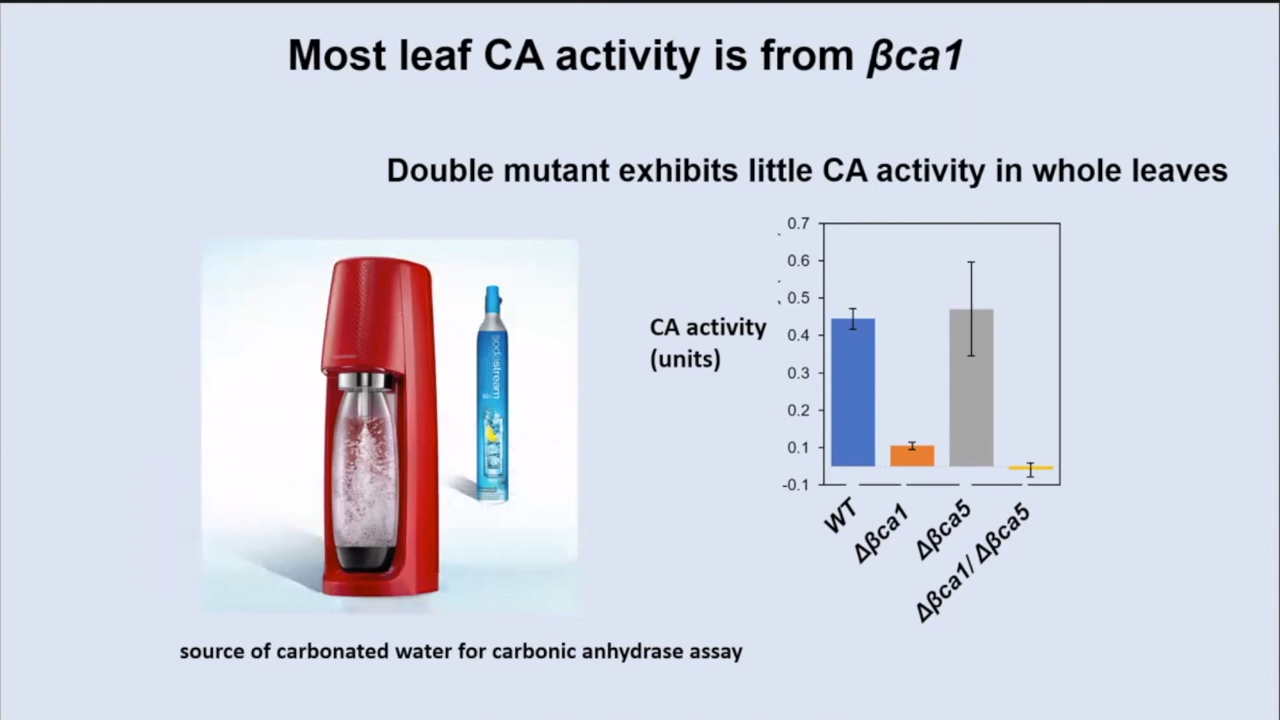 Most leaf CA activity is from βca1
Double mutant exhibits little CA activity in whole leaves
sodastream
CA activity
(units)
0.7
0.6
0.5
0.4
0.3
0.2
0.1
-0.1
WT
Δβca1
Δβca5
Δβca1/ Δβca5
source of carbonated water for carbonic anhydrase assay